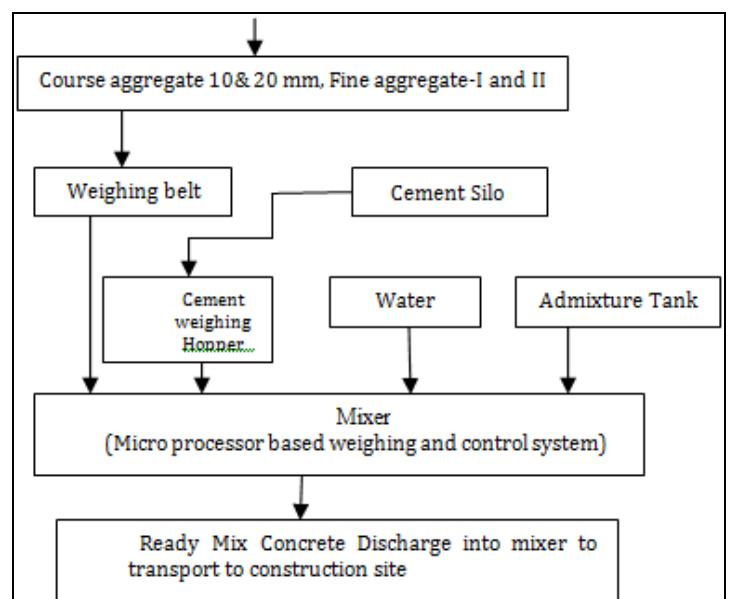 Course aggregate 10& 20 mm, Fine aggregate-I and II
Weighing belt
Cement Silo
Cement
weighing
Hopper
Water
Admixture Tank
Mixer
(Micro processor based weighing and control system)
Ready Mix Concrete Discharge into mixer to
transport to construction site